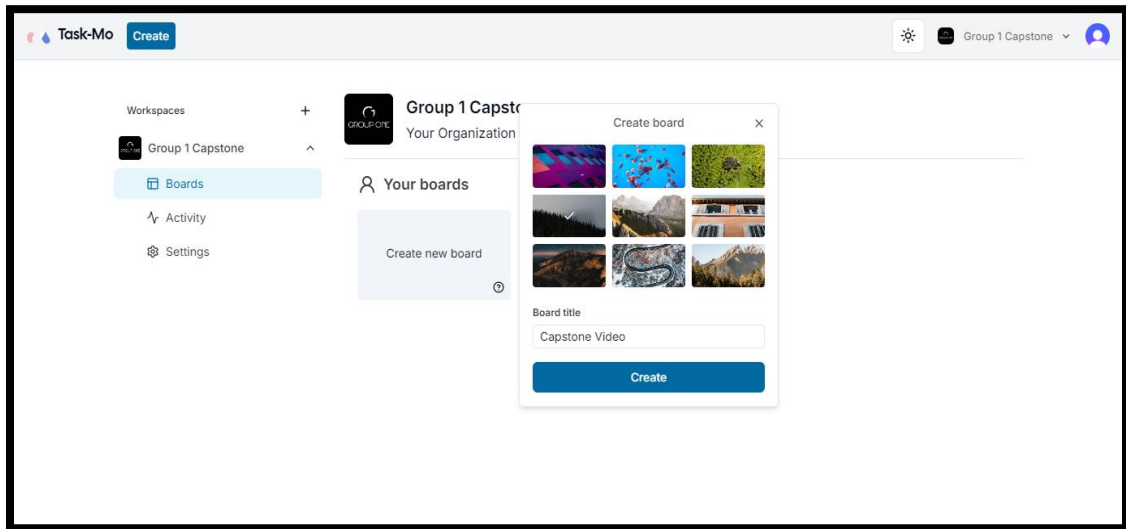 Task-Mo
Create
Group 1 Capstone
Workspaces
Group 1 Capstone
Boards
Activity
Settings
GROUP ONE
Group 1 Capsto
Your Organization
Your boards
Create new board
Create board
Board title
Capstone Video
Create